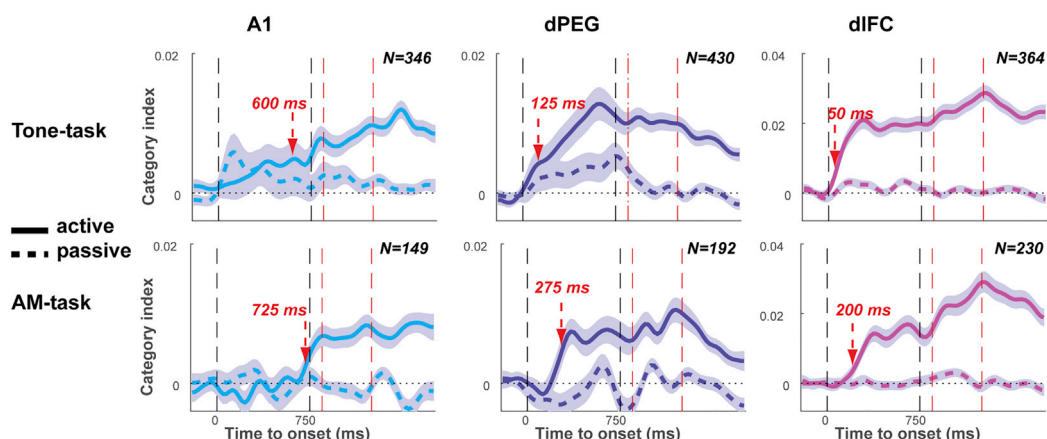 A1 dPEG dlFC
Tone-task
Category index
0.02
0
N=346
600 ms
0.02
0
N=430
125 ms
0.04
0.02
0
N=364
50 ms
active
passive
AM-task
Category index
0.02
0
N=149
725 ms
0 750
Time to onset (ms)
0.02
0
N=192
275 ms
0 750
Time to onset (ms)
0.04
0.02
0
N=230
200 ms
0 750
Time to onset (ms)